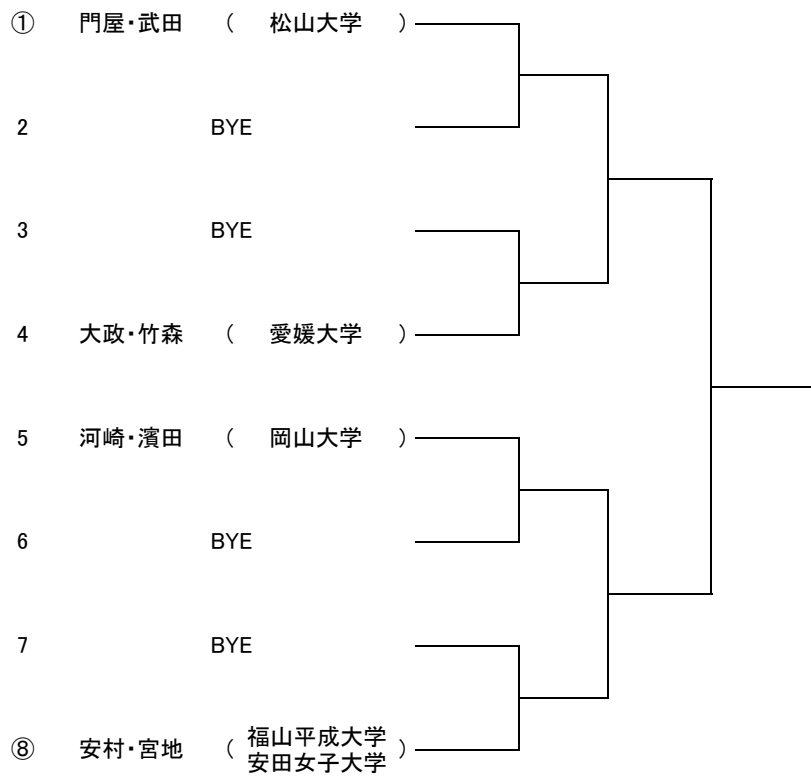 ① 門屋・武田 ( 松山大学 )
2 BYE
3 BYE
4 大政・竹森 ( 愛媛大学 )
5 河崎・濱田 ( 岡山大学 )
6 BYE
7 BYE
⑧ 安村・宮地 ( 福山平成大学
安田女子大学 )